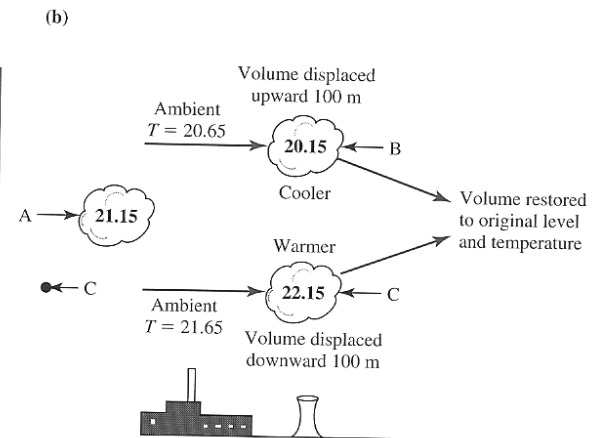 (b)
Volume displaced
upward 100 m
Ambient
T = 20.65
20.15
B
Cooler
A
21.15
Volume restored
to original level
and temperature
Warmer
C
22.15
C
Ambient
T = 21.65
Volume displaced
downward 100 m